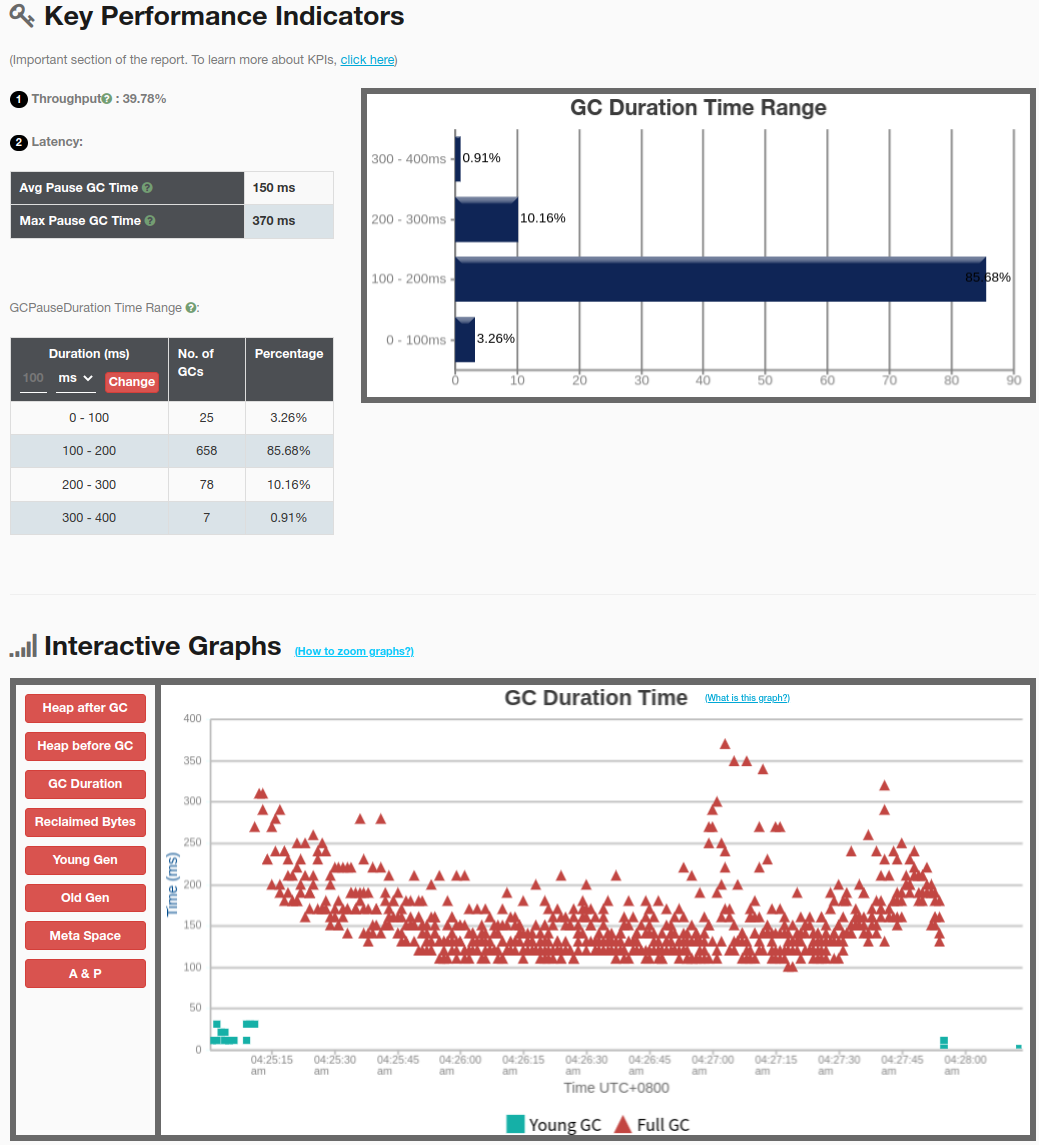 Key Performance Indicators
(Important section of the report. To learn more about KPIs, click here)
1 Throughput? : 39.78%
2 Latency:
Avg Pause GC Time ? 150 ms
Max Pause GC Time ? 370 ms
GCPauseDuration Time Range ?:
Duration (ms) No. of GCs Percentage
100 ms Change
0 - 100 25 3.26%
100 - 200 658 85.68%
200 - 300 78 10.16%
300 - 400 7 0.91%
GC Duration Time Range
300 - 400ms 0.91%
200 - 300ms 10.16%
100 - 200ms 85.68%
0 - 100ms 3.26%
0 10 20 30 40 50 60 70 80 90
Interactive Graphs (How to zoom graphs?)
Heap after GC
Heap before GC
GC Duration
Reclaimed Bytes
Young Gen
Old Gen
Meta Space
A & P
GC Duration Time (What is this graph?)
Time (ms)
400
350
300
250
200
150
100
50
0
04:25:15 am 04:25:30 am 04:25:45 am 04:26:00 am 04:26:15 am 04:26:30 am 04:26:45 am 04:27:00 am 04:27:15 am 04:27:30 am 04:27:45 am 04:28:00 am
Time UTC+0800
Young GC Full GC